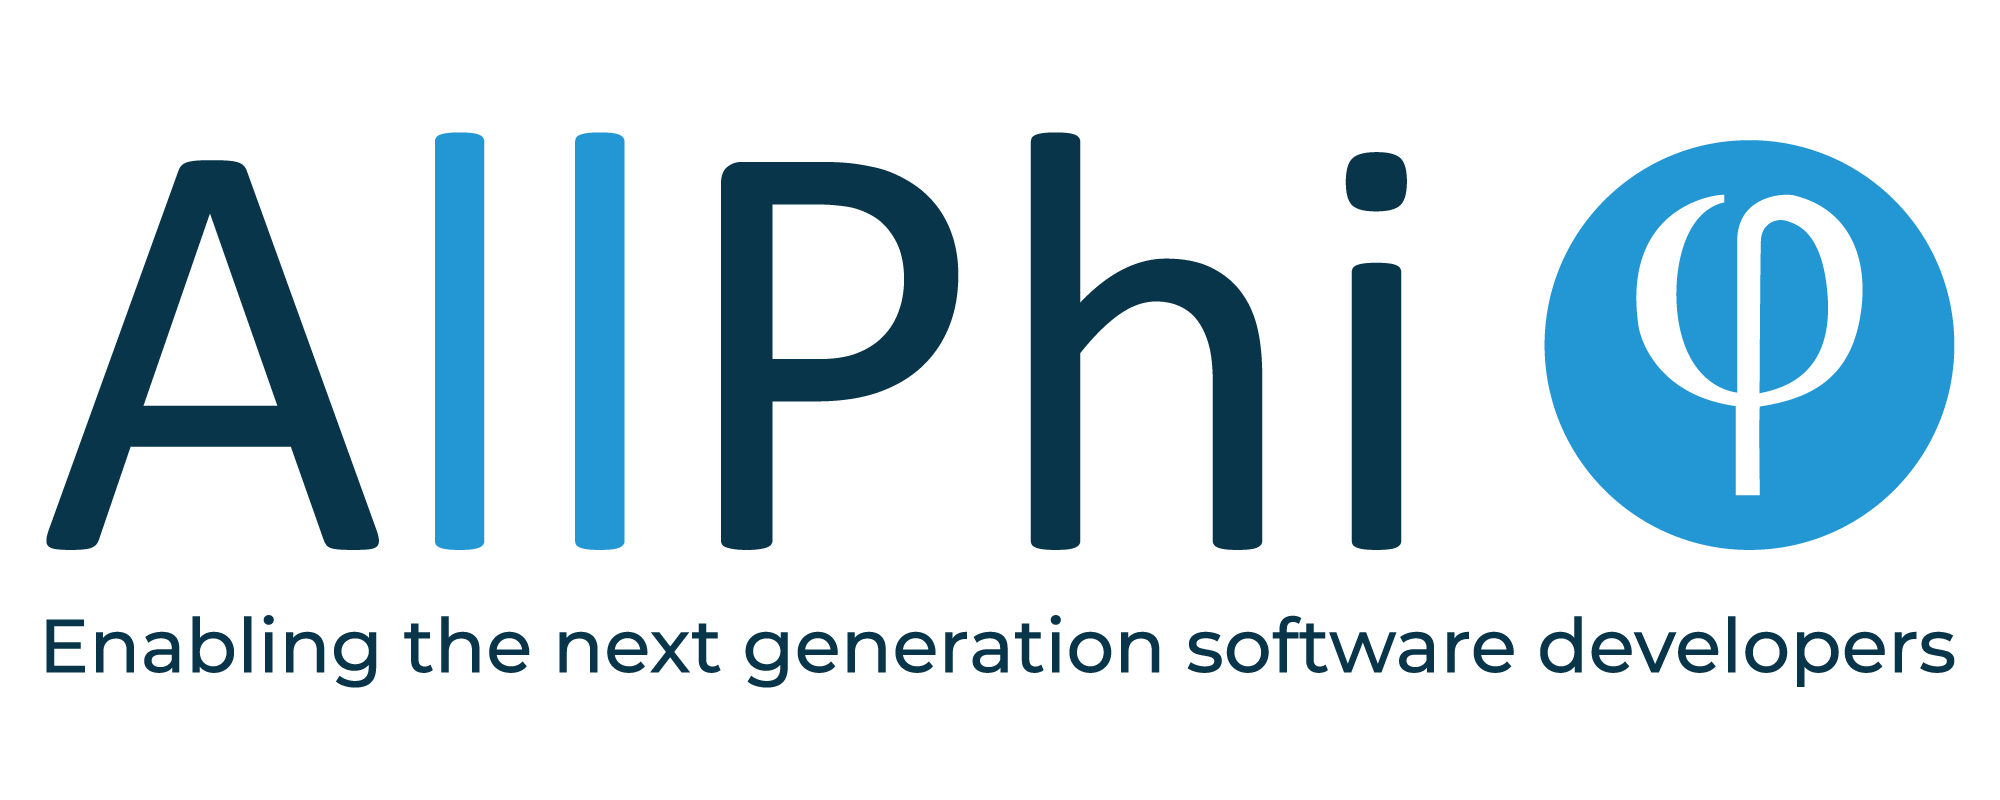 AllPhi φ
Enabling the next generation software developers